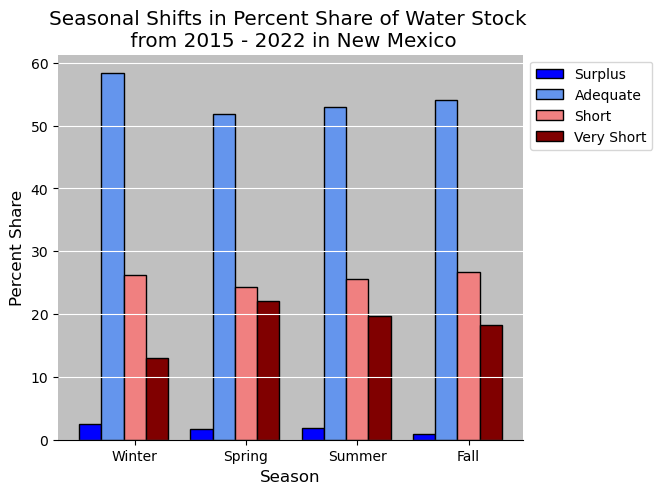 Seasonal Shifts in Percent Share of Water Stock
from 2015 - 2022 in New Mexico
Surplus
Adequate
Short
Very Short
Percent Share
60
50
40
30
20
10
0
Winter Spring Summer Fall
Season